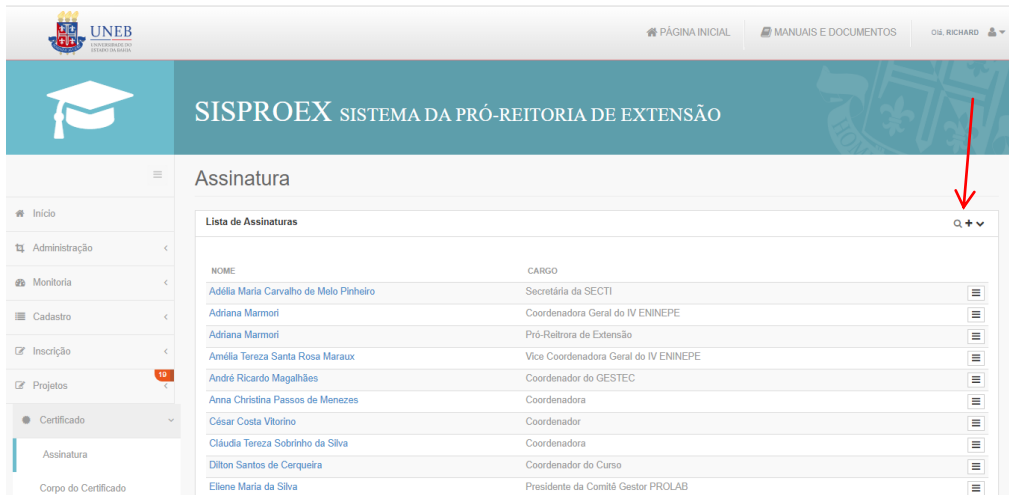 UNEB
UNIVERSIDADE DO
ESTADO DA BAHIA
PÁGINA INICIAL
MANUAIS E DOCUMENTOS
Olá, RICHARD
SISPROEX SISTEMA DA PRÓ-REITORIA DE EXTENSÃO
Assinatura
Início
Administração
Monitoria
Cadastro
Inscrição
Projetos
10
Certificado
Assinatura
Corpo do Certificado
Lista de Assinaturas
NOME CARGO
Adélia Maria Carvalho de Melo Pinheiro Secretária da SECTI
Adriana Marmori Coordenadora Geral do IV ENINEPE
Adriana Marmori Pró-Reitrora de Extensão
Amélia Tereza Santa Rosa Maraux Vice Coordenadora Geral do IV ENINEPE
André Ricardo Magalhães Coordenador do GESTEC
Anna Christina Passos de Menezes Coordenadora
César Costa Vitorino Coordenador
Cláudia Tereza Sobrinho da Silva Coordenadora
Dilton Santos de Cerqueira Coordenador do Curso
Eliene Maria da Silva Presidente da Comitê Gestor PROLAB